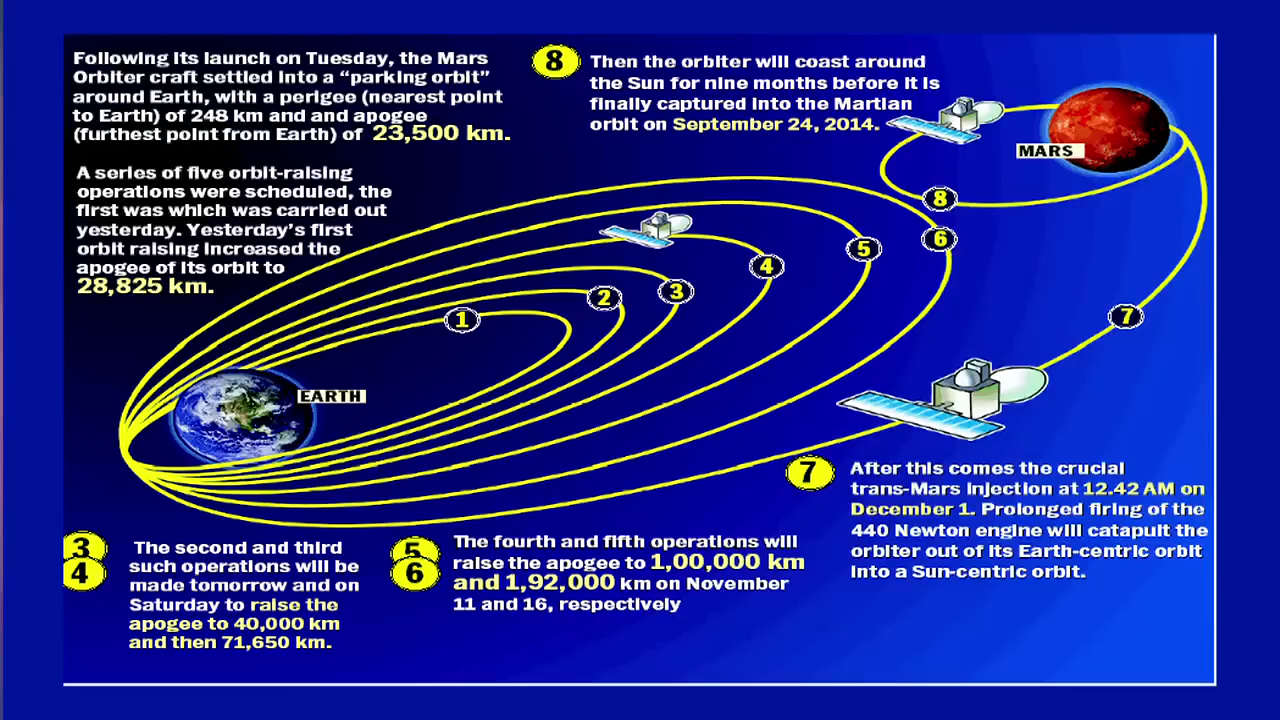 Following its launch on Tuesday, the Mars
Orbiter craft settled into a “parking orbit”
around Earth, with a perigee (nearest point
to Earth) of 248 km and and apogee
(furthest point from Earth) of 23,500 km.
A series of five orbit-raising
operations were scheduled, the
first was which was carried out
yesterday. Yesterday’s first
orbit raising increased the
apogee of its orbit to
28,825 km.
8
Then the orbiter will coast around
the Sun for nine months before it is
finally captured into the Martian
orbit on September 24, 2014.
MARS
8
6
5
4
3
2
1
7
EARTH
7
After this comes the crucial
trans-Mars injection at 12.42 AM on
December 1. Prolonged firing of the
440 Newton engine will catapult the
orbiter out of its Earth-centric orbit
into a Sun-centric orbit.
3
4
The second and third
such operations will be
made tomorrow and on
Saturday to raise the
apogee to 40,000 km
and then 71,650 km.
5
6
The fourth and fifth operations will
raise the apogee to 1,00,000 km
and 1,92,000 km on November
11 and 16, respectively